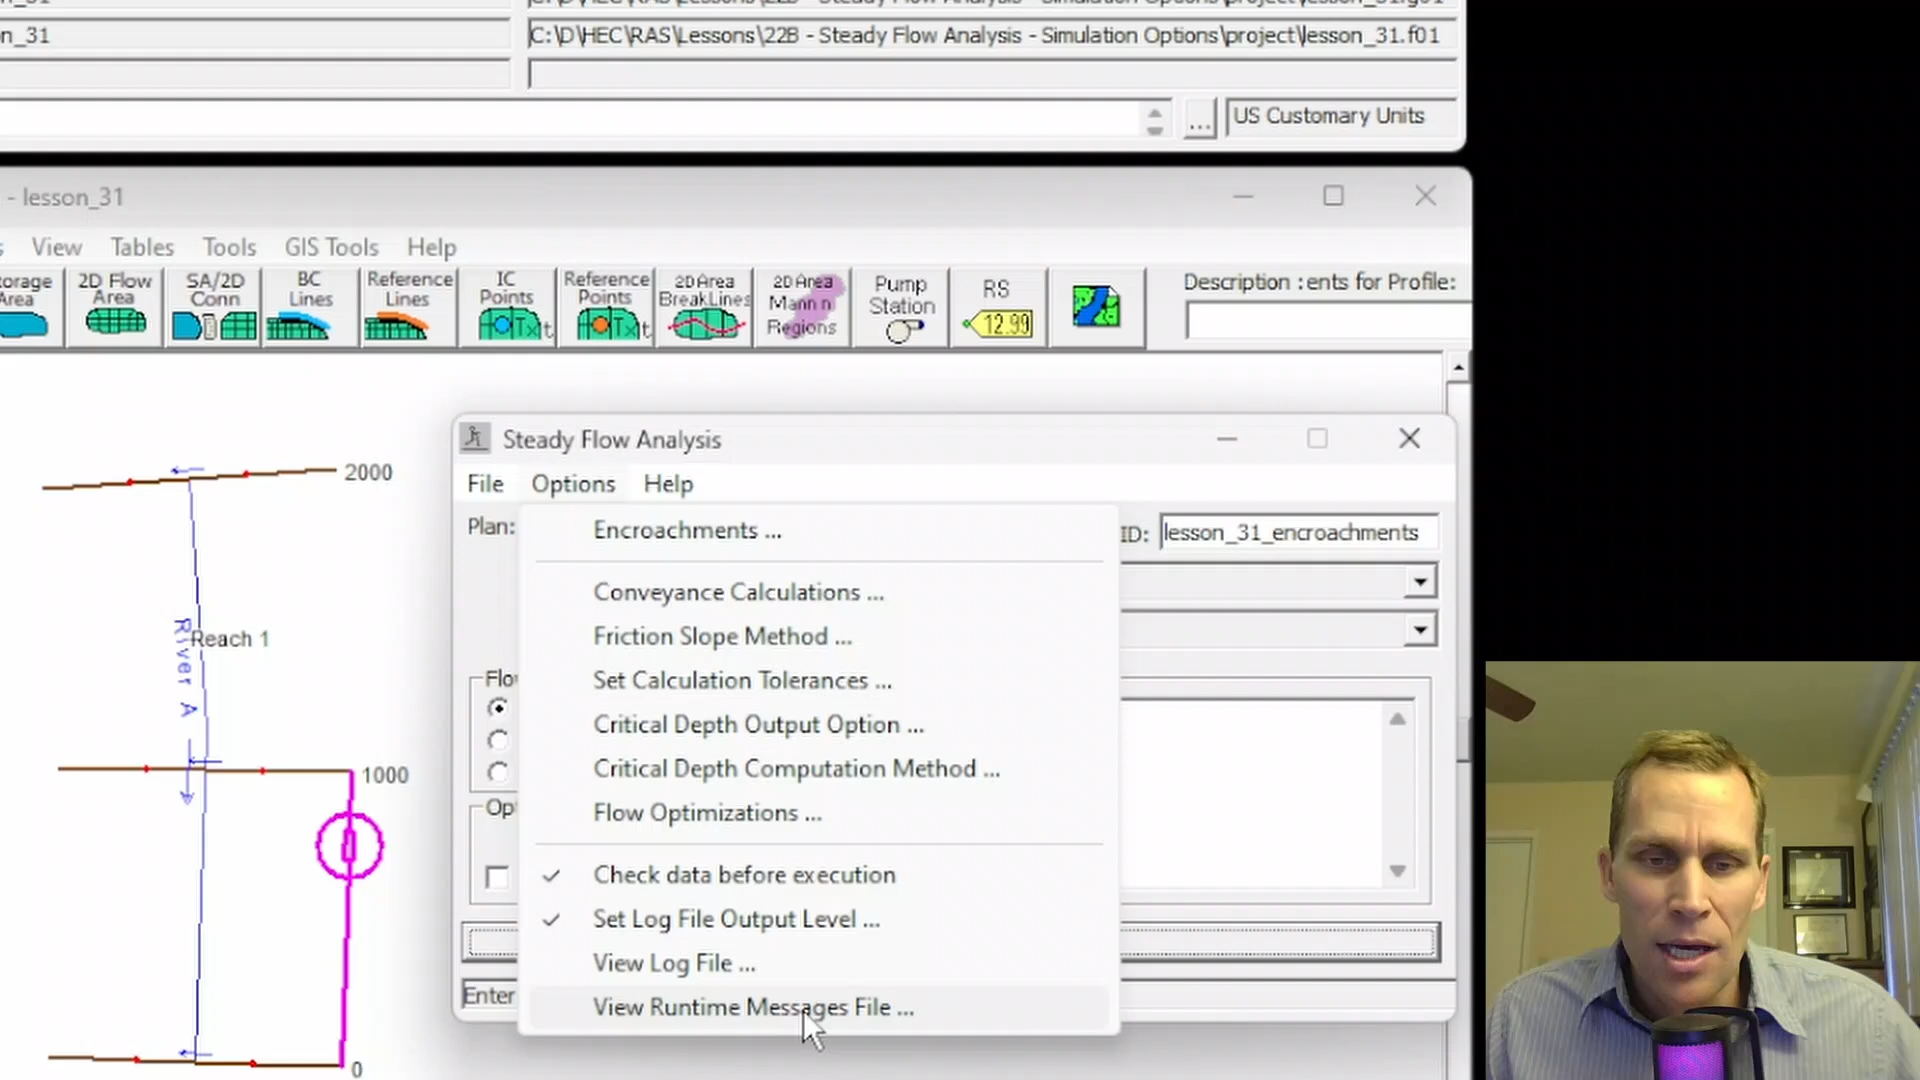 n_31
C:\D\HEC\RAS\Lessons\22B - Steady Flow Analysis - Simulation Options\project\lesson_31.f01
... US Customary Units
- lesson_31
View Tables Tools GIS Tools Help
2D Flow Area
SA/2D Conn
BC Lines
Reference Lines
IC Points
Reference Points
2D Area BreakLines
2D Area Mann n Regions
Pump Station
RS
12.99
Description : ents for Profile:
Steady Flow Analysis
File Options Help
Plan:
ID: lesson_31_encroachments
Encroachments ...
Conveyance Calculations ...
Friction Slope Method ...
Set Calculation Tolerances ...
Critical Depth Output Option ...
Critical Depth Computation Method ...
Flow Optimizations ...
Check data before execution
Set Log File Output Level ...
View Log File ...
View Runtime Messages File ...
Flo
Op
Enter
2000
River A
Reach 1
1000
0